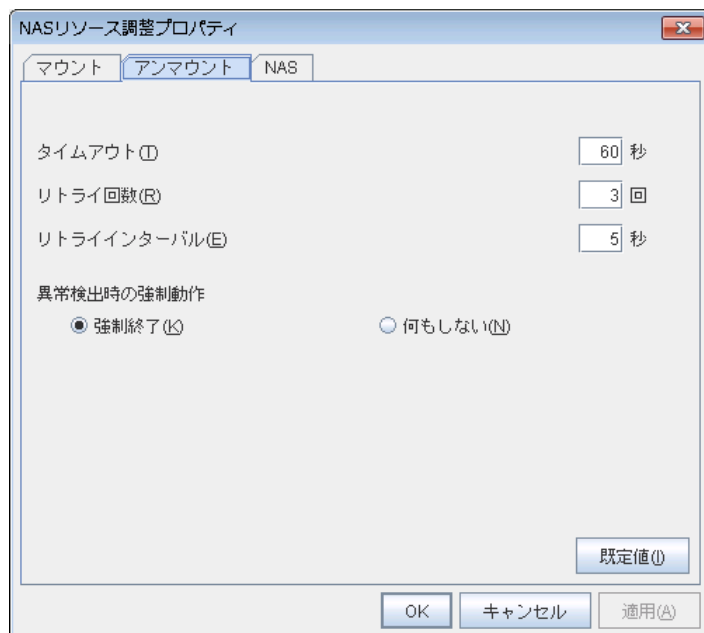 NASリソース調整プロパティ
マウント アンマウント NAS
タイムアウト(T) 60 秒
リトライ回数(R) 3 回
リトライインターバル(E) 5 秒
異常検出時の強制動作
強制終了(K) 何もしない(N)
既定値(I)
OK キャンセル 適用(A)